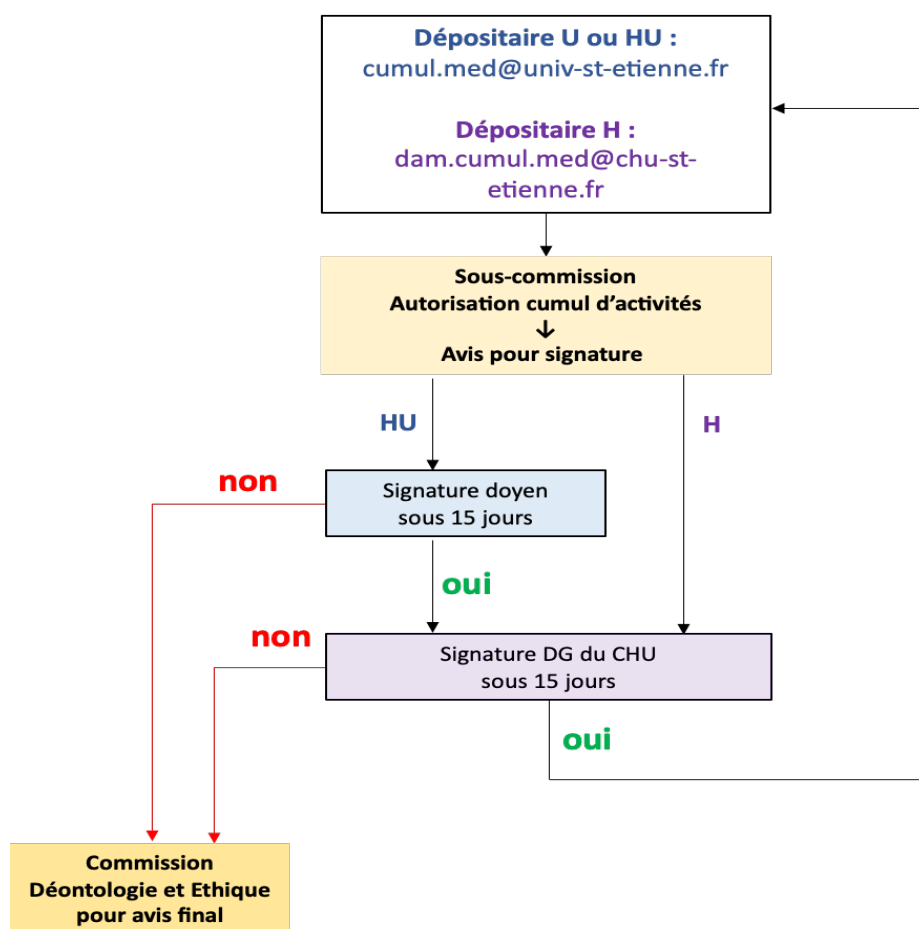 Dépositaire U ou HU :
cumul.med@univ-st-etienne.fr
Dépositaire H :
dam.cumul.med@chu-st-
etienne.fr
Sous-commission
Autorisation cumul d’activités
↓
Avis pour signature
HU
H
non
Signature doyen
sous 15 jours
oui
non
Signature DG du CHU
sous 15 jours
oui
Commission
Déontologie et Ethique
pour avis final